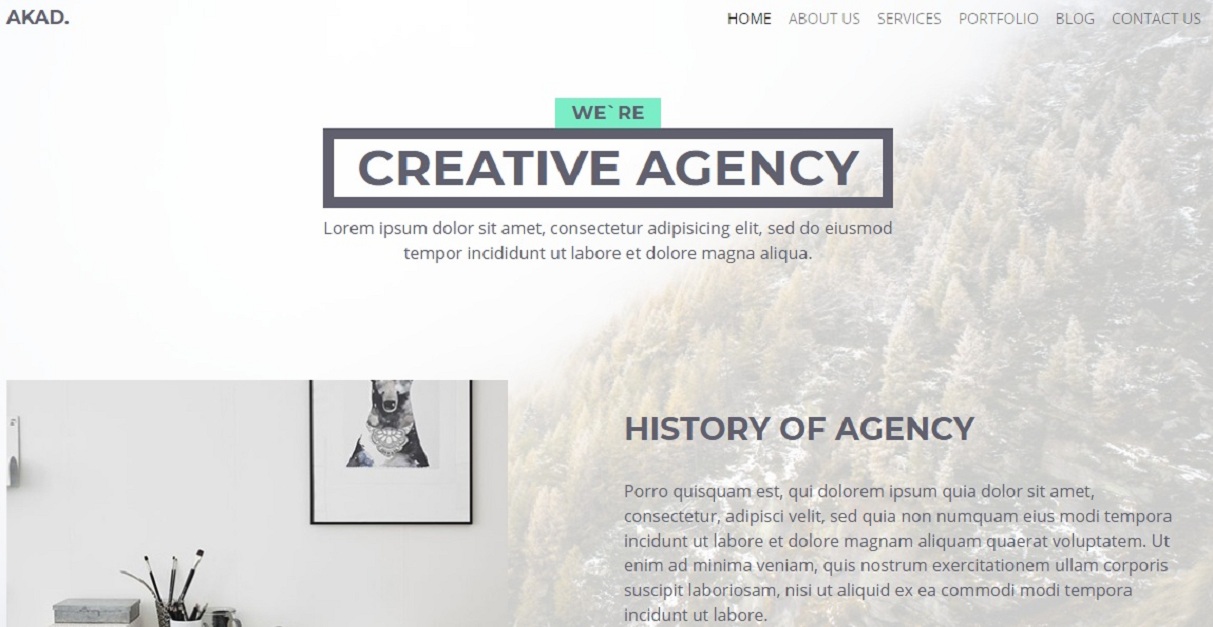 AKAD.
HOME ABOUT US SERVICES PORTFOLIO BLOG CONTACT US
WE`RE
CREATIVE AGENCY
Lorem ipsum dolor sit amet, consectetur adipisicing elit, sed do eiusmod
tempor incididunt ut labore et dolore magna aliqua.
HISTORY OF AGENCY
Porro quisquam est, qui dolorem ipsum quia dolor sit amet,
consectetur, adipisci velit, sed quia non numquam eius modi tempora
incidunt ut labore et dolore magnam aliquam quaerat voluptatem. Ut
enim ad minima veniam, quis nostrum exercitationem ullam corporis
suscipit laboriosam, nisi ut aliquid ex ea commodi modi tempora
incidunt ut labore.